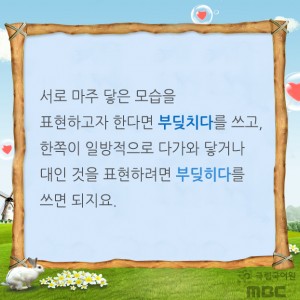 서로 마주 닿은 모습을
표현하고자 한다면 부딪치다를 쓰고,
한쪽이 일방적으로 다가와 닿거나
대인 것을 표현하려면 부딪히다를
쓰면 되지요.
국립국어원
MBC